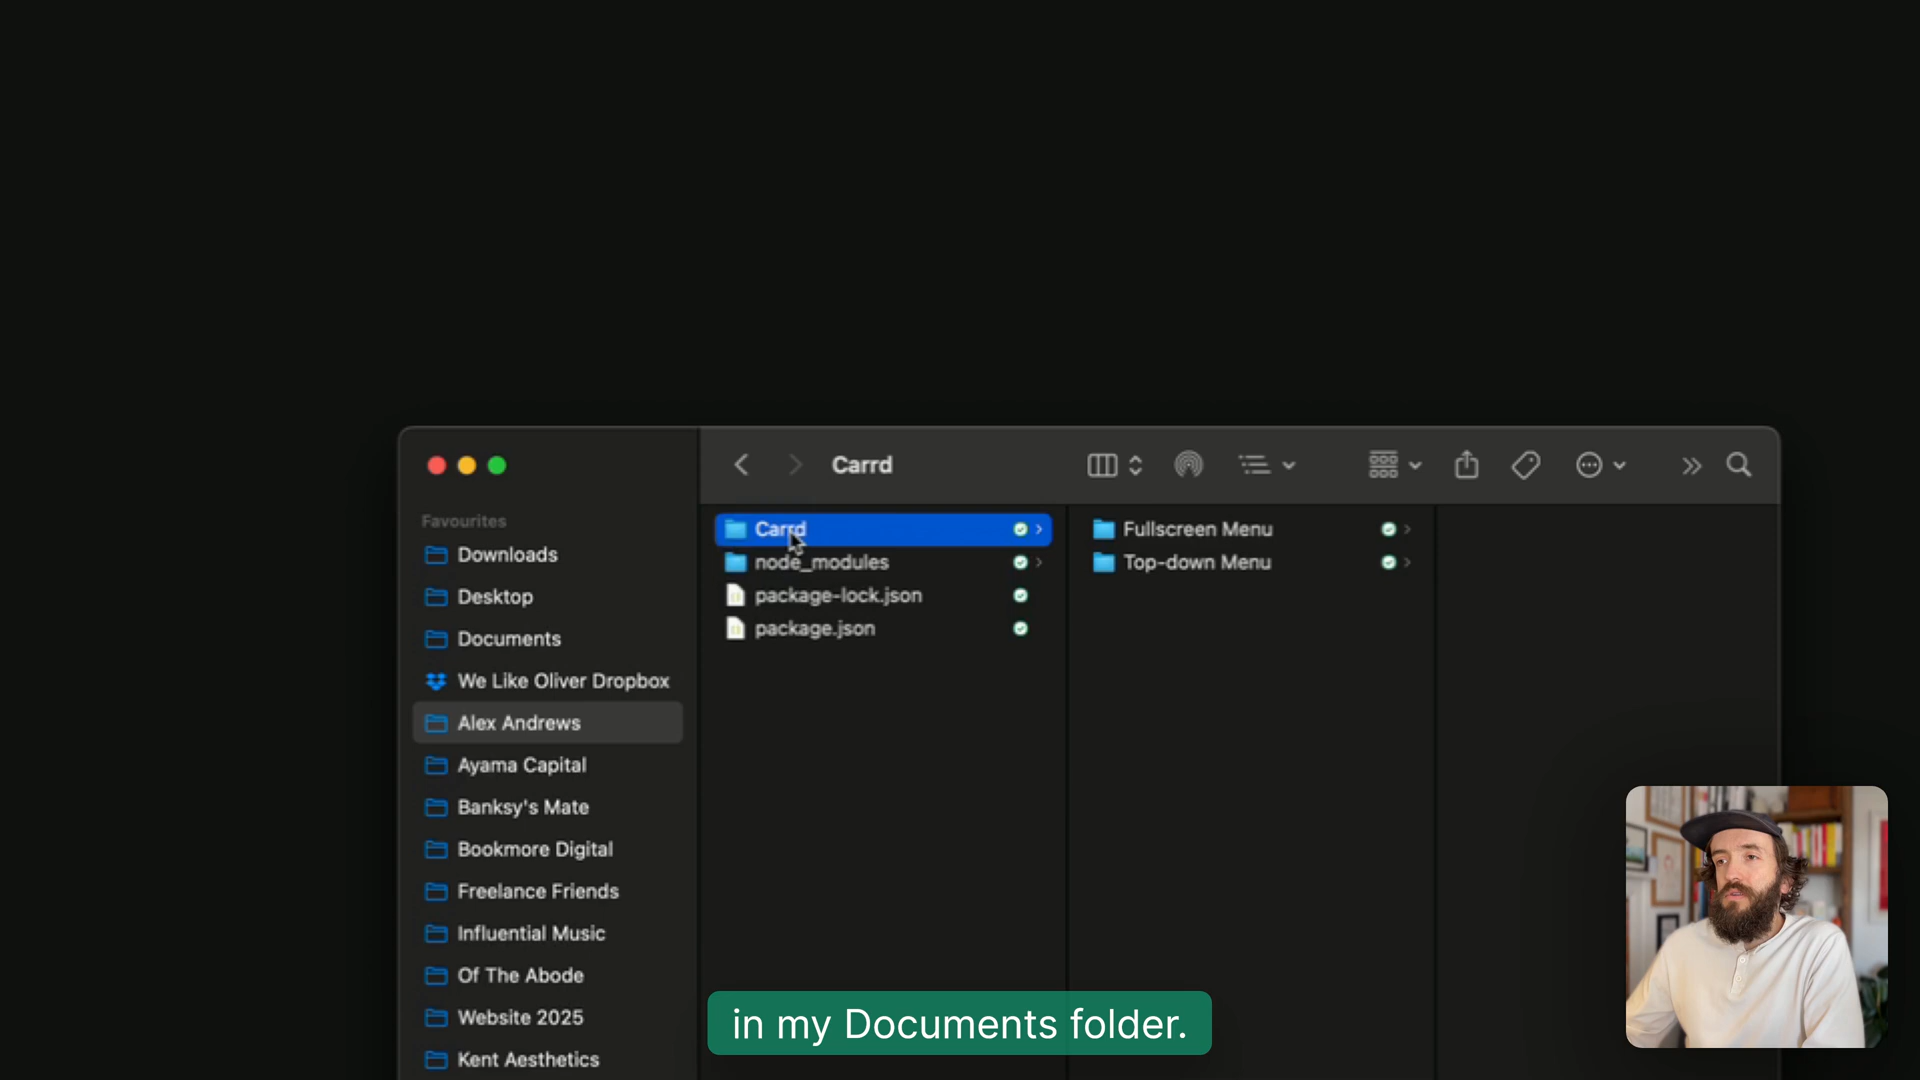 Carrd
Favourites
Downloads
Desktop
Documents
We Like Oliver Dropbox
Alex Andrews
Ayama Capital
Banksy's Mate
Bookmore Digital
Freelance Friends
Influential Music
Of The Abode
Website 2025
Kent Aesthetics
Carrd
node_modules
package-lock.json
package.json
Fullscreen Menu
Top-down Menu
in my Documents folder.